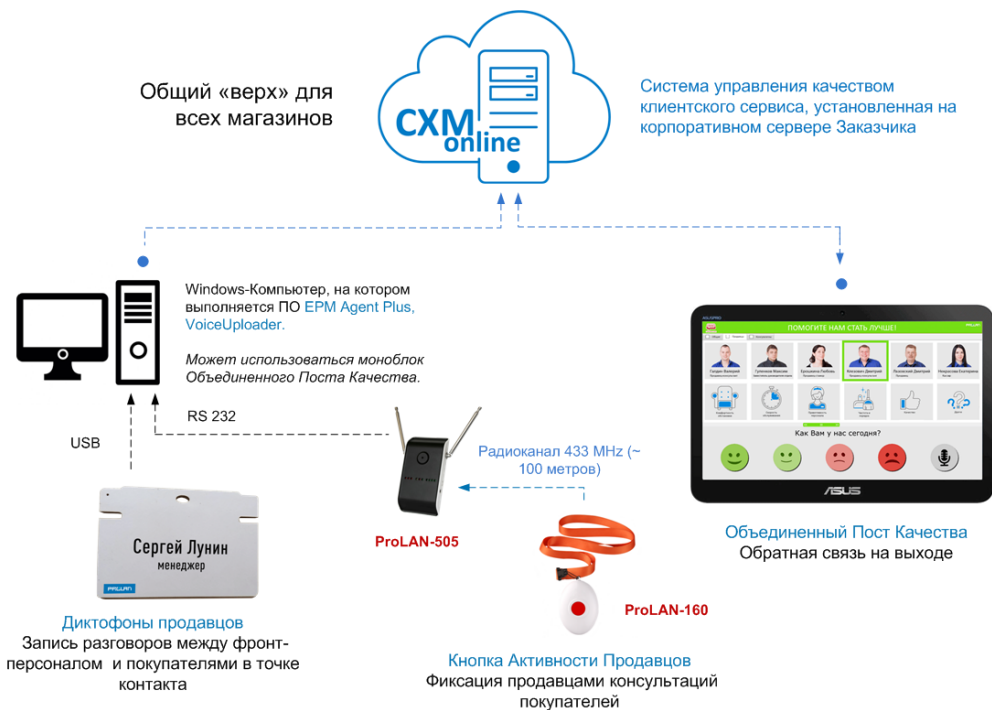 Общий «верх» для
всех магазинов
CXM
online
Система управления качеством
клиентского сервиса, установленная на
корпоративном сервере Заказчика
Windows-Компьютер, на котором
выполняется ПО EPM Agent Plus,
VoiceUploader.
Может использоваться моноблок
Объединенного Поста Качества.
USB
RS 232
Радиоканал 433 MHz (~
100 метров)
ProLAN-505
ProLAN-160
Сергей Лунин
менеджер
Диктофоны продавцов
Запись разговоров между фронт-
персоналом и покупателями в точке
контакта
Кнопка Активности Продавцов
Фиксация продавцами консультаций
покупателей
ПОМОГИТЕ НАМ СТАТЬ ЛУЧШЕ!
Как Вам у нас сегодня?
ASUS
Объединенный Пост Качества
Обратная связь на выходе